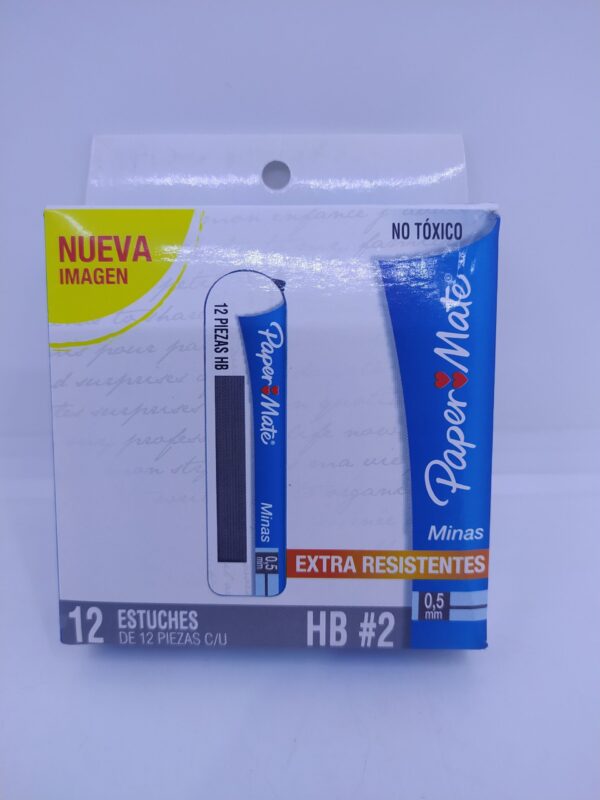 NUEVA
IMAGEN
NO TÓXICO
12 PIEZAS HB
Paper Mate®
Minas
0,5
mm
Paper Mate®
Minas
EXTRA RESISTENTES
0,5
mm
12 ESTUCHES
DE 12 PIEZAS C/U
HB #2